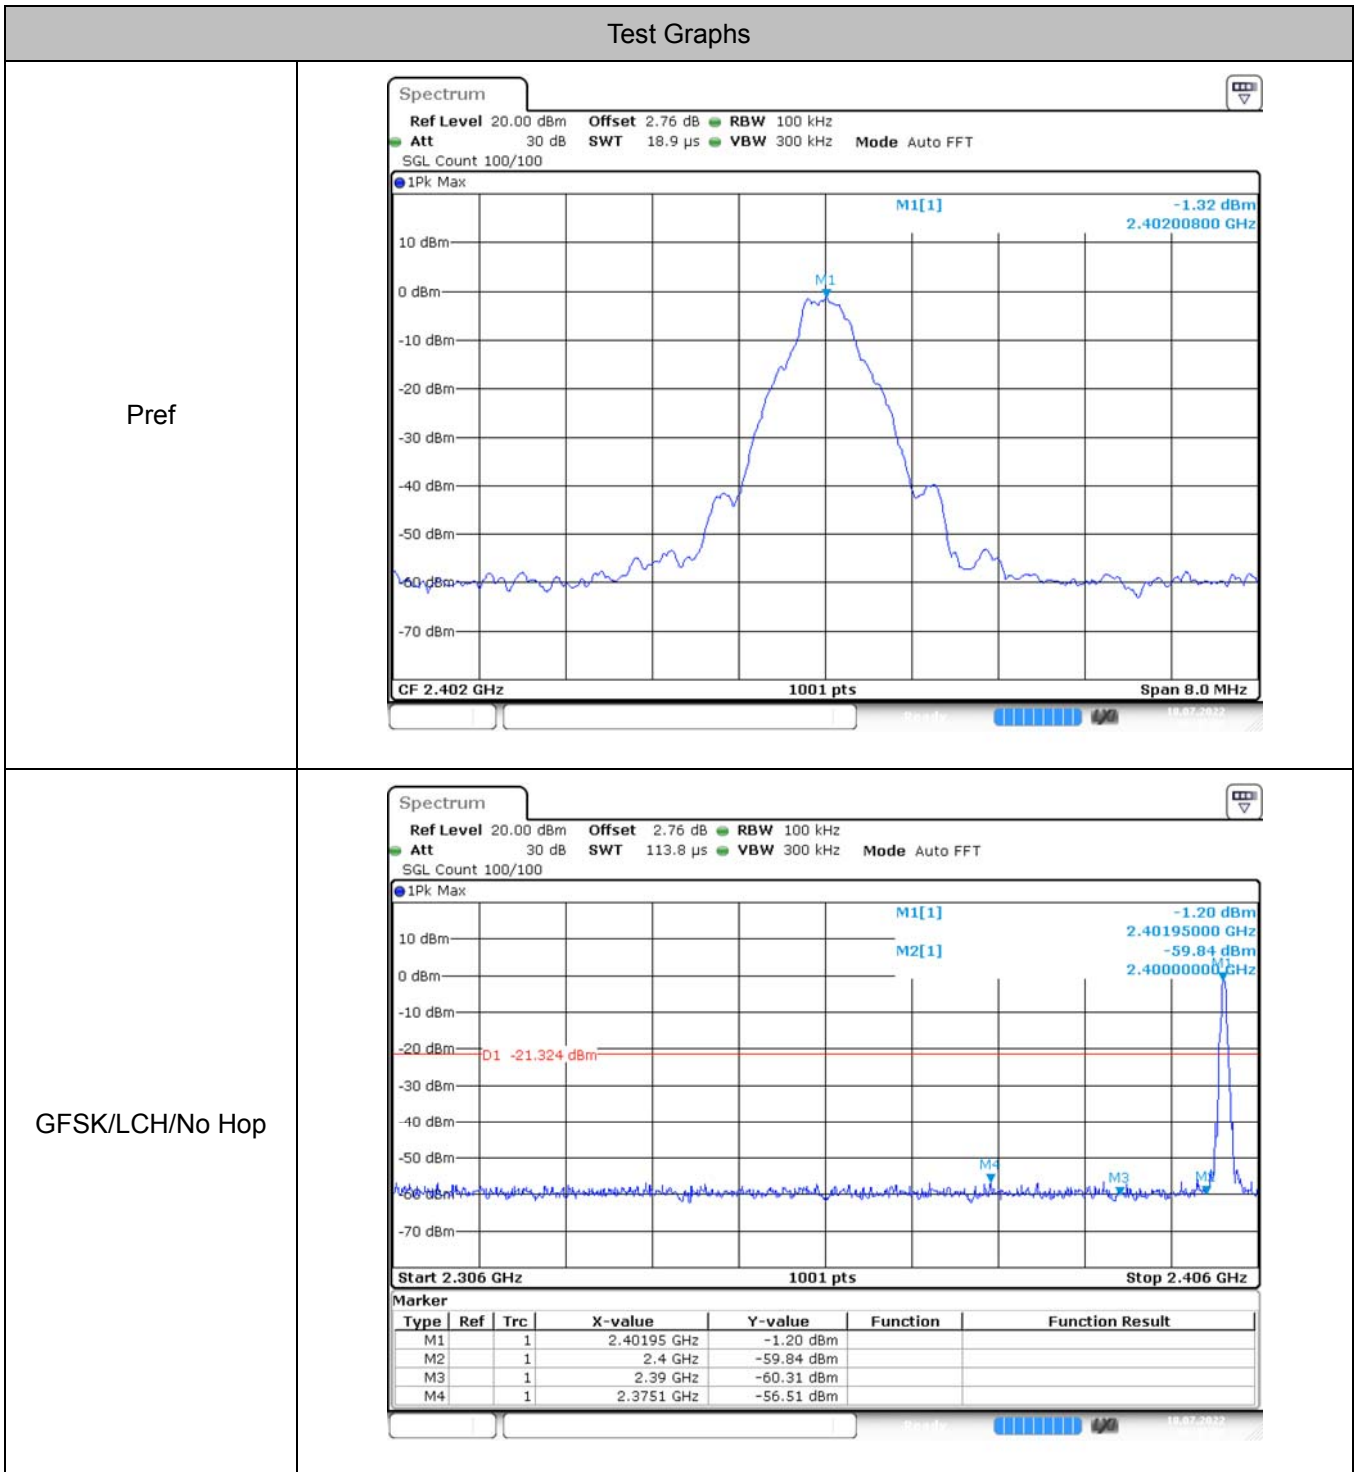 Test Graphs
Pref
Spectrum
Ref Level 20.00 dBm Offset 2.76 dB RBW 100 kHz
Att 30 dB SWT 18.9 µs VBW 300 kHz Mode Auto FFT
SGL Count 100/100
1Pk Max
M1[1] -1.32 dBm
2.40200800 GHz
10 dBm
M1
0 dBm
-10 dBm
-20 dBm
-30 dBm
-40 dBm
-50 dBm
-60 dBm
-70 dBm
CF 2.402 GHz 1001 pts Span 8.0 MHz
Ready 18.07.2022
GFSK/LCH/No Hop
Spectrum
Ref Level 20.00 dBm Offset 2.76 dB RBW 100 kHz
Att 30 dB SWT 113.8 µs VBW 300 kHz Mode Auto FFT
SGL Count 100/100
1Pk Max
M1[1] -1.20 dBm
2.40195000 GHz
10 dBm
M2[1] -59.84 dBm
M1
0 dBm 2.40000000 GHz
-10 dBm
-20 dBm
D1 -21.324 dBm
-30 dBm
-40 dBm
-50 dBm
M4
M3 M2
-60 dBm
-70 dBm
Start 2.306 GHz 1001 pts Stop 2.406 GHz
Marker
Type Ref Trc X-value Y-value Function Function Result
M1 1 2.40195 GHz -1.20 dBm
M2 1 2.4 GHz -59.84 dBm
M3 1 2.39 GHz -60.31 dBm
M4 1 2.3751 GHz -56.51 dBm
Ready 18.07.2022